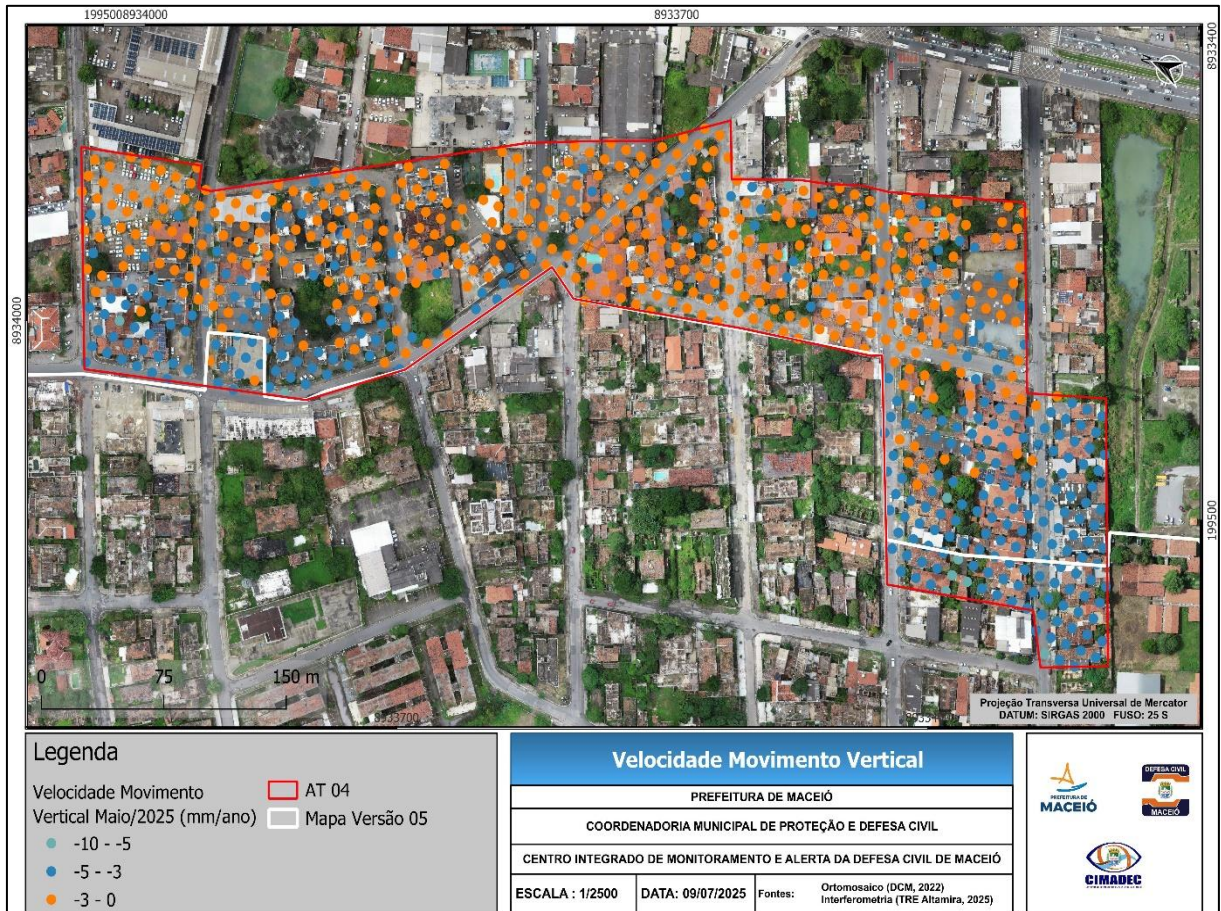 1995008934000
8933700
8933400
8934000
199500
0
75
150 m
8933700
Projeção Transversa Universal de Mercator
DATUM: SIRGAS 2000 FUSO: 25 S
Legenda
Velocidade Movimento
Vertical Maio/2025 (mm/ano)
-10 - -5
-5 - -3
-3 - 0
AT 04
Mapa Versão 05
Velocidade Movimento Vertical
PREFEITURA DE MACEIÓ
COORDENADORIA MUNICIPAL DE PROTEÇÃO E DEFESA CIVIL
CENTRO INTEGRADO DE MONITORAMENTO E ALERTA DA DEFESA CIVIL DE MACEIÓ
ESCALA : 1/2500
DATA: 09/07/2025
Fontes:
Ortomosaico (DCM, 2022)
Interferometria (TRE Altamira, 2025)
PREFEITURA DE
MACEIÓ
DEFESA CIVIL
MACEIÓ
CIMADEC